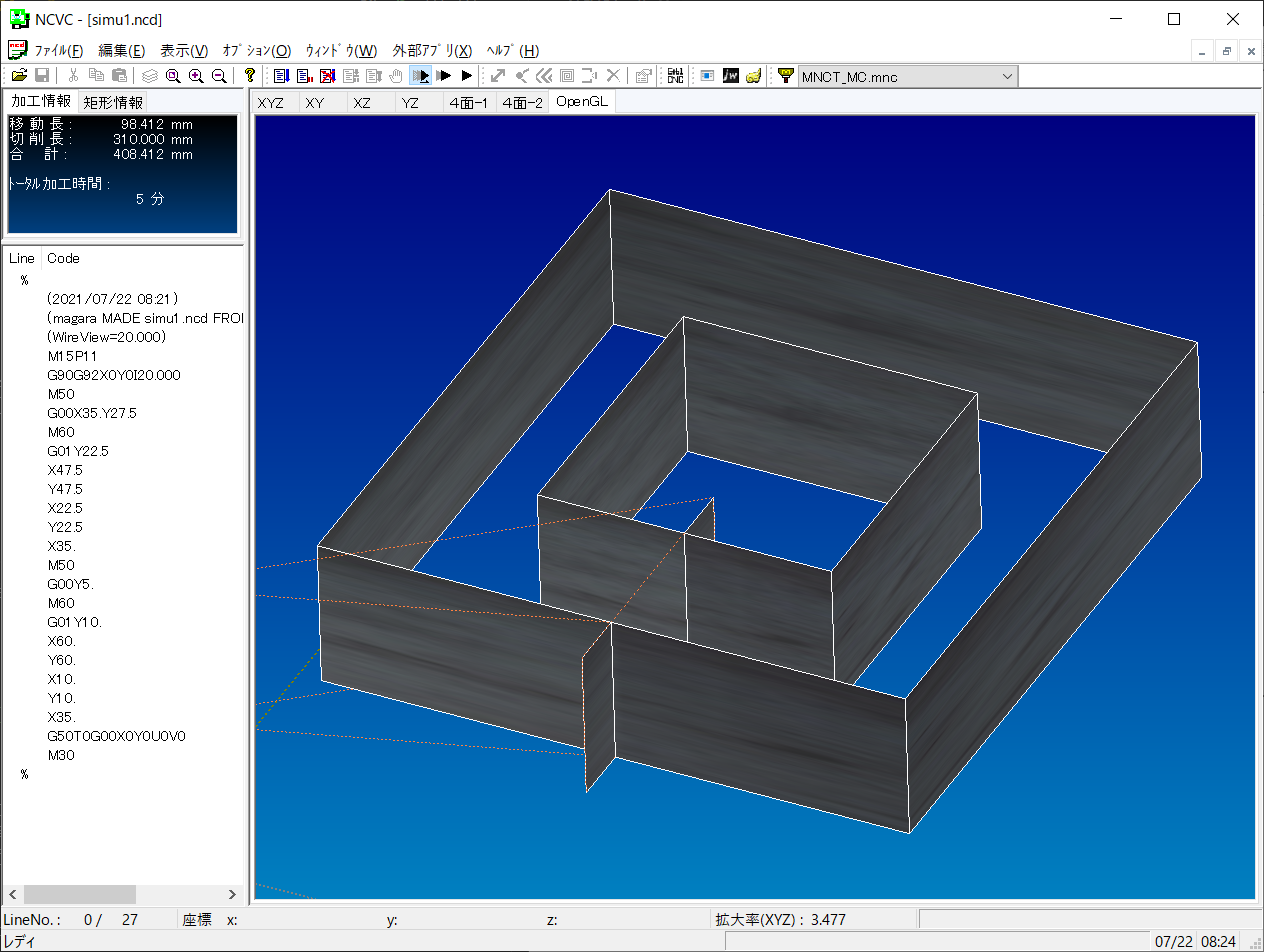 NCVC - [simu1.ncd]
ﾌｧｲﾙ(F) 編集(E) 表示(V) ｵﾌﾟｼｮﾝ(O) ｳｨﾝﾄﾞｳ(W) 外部ｱﾌﾟﾘ(X) ﾍﾙﾌﾟ(H)
MNCT_MC.mnc
加工情報 矩形情報
XYZ XY XZ YZ 4面-1 4面-2 OpenGL
移動長: 98.412 mm
切削長: 310.000 mm
合 計: 408.412 mm
ﾄｰﾀﾙ加工時間:
5 分
Line Code
%
(2021/07/22 08:21)
(magara MADE simu1.ncd
(WireView=20.000)
M15P11
G90G92X0Y0I20.000
M50
G00X35.Y27.5
M60
G01Y22.5
X47.5
Y47.5
X22.5
Y22.5
X35.
M50
G00Y5.
M60
G01Y10.
X60.
Y60.
X10.
Y10.
X35.
G50T0G00X0Y0U0V0
M30
%
LineNo.: 0 / 27 座標 x: y: z: 拡大率(XYZ) : 3.477
レディ 07/22 08:24